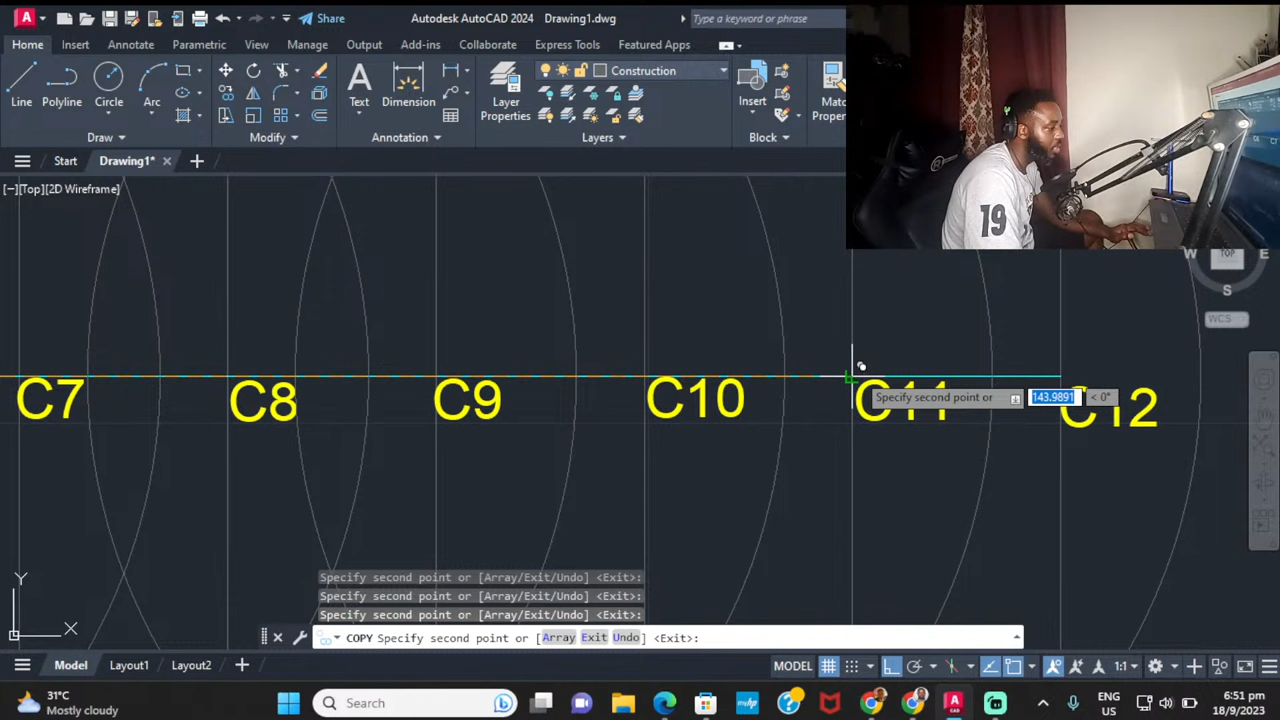 Share
Autodesk AutoCAD 2024 Drawing1.dwg
Type a keyword or phrase
Home Insert Annotate Parametric View Manage Output Add-ins Collaborate Express Tools Featured Apps
Construction
Line Polyline Circle Arc
Text Dimension
Layer Properties
Insert
Draw Modify Annotation Layers Block
Start Drawing1* 
[−][Top][2D Wireframe]
19
W TOP E
S
WCS
C7 C8 C9 C10 C11 C12
Specify second point or 143.9891 < 0°
Specify second point or [Array/Exit/Undo] <Exit>:
Specify second point or [Array/Exit/Undo] <Exit>:
Specify second point or [Array/Exit/Undo] <Exit>:
COPY Specify second point or [Array Exit Undo] <Exit>:
Y
X
Model Layout1 Layout2
MODEL 1:1
31°C
Mostly cloudy
Search
ENG
US
6:51 pm
18/9/2023